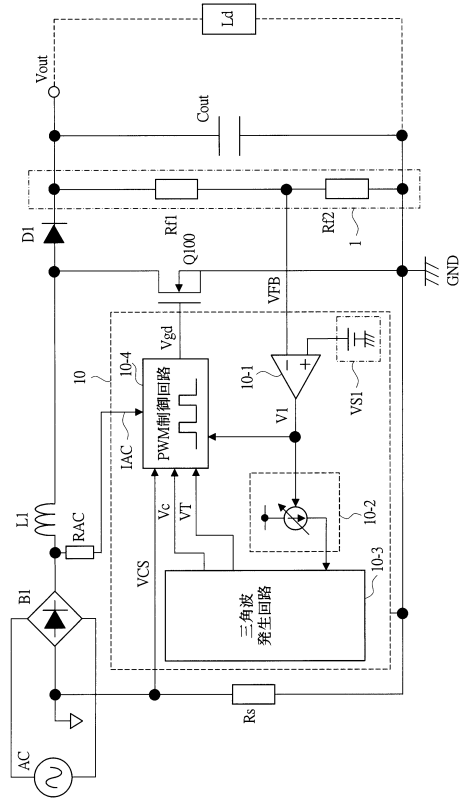 AC
B1
L1
D1
Vout
RAC
IAC
10
10-4
PWM制御回路
Vgd
Q100
Rf1
Rf2
1
Cout
Ld
VCS
Vc
VT
VFB
10-1
V1
VS1
GND
10-2
三角波
発生回路
10-3
Rs